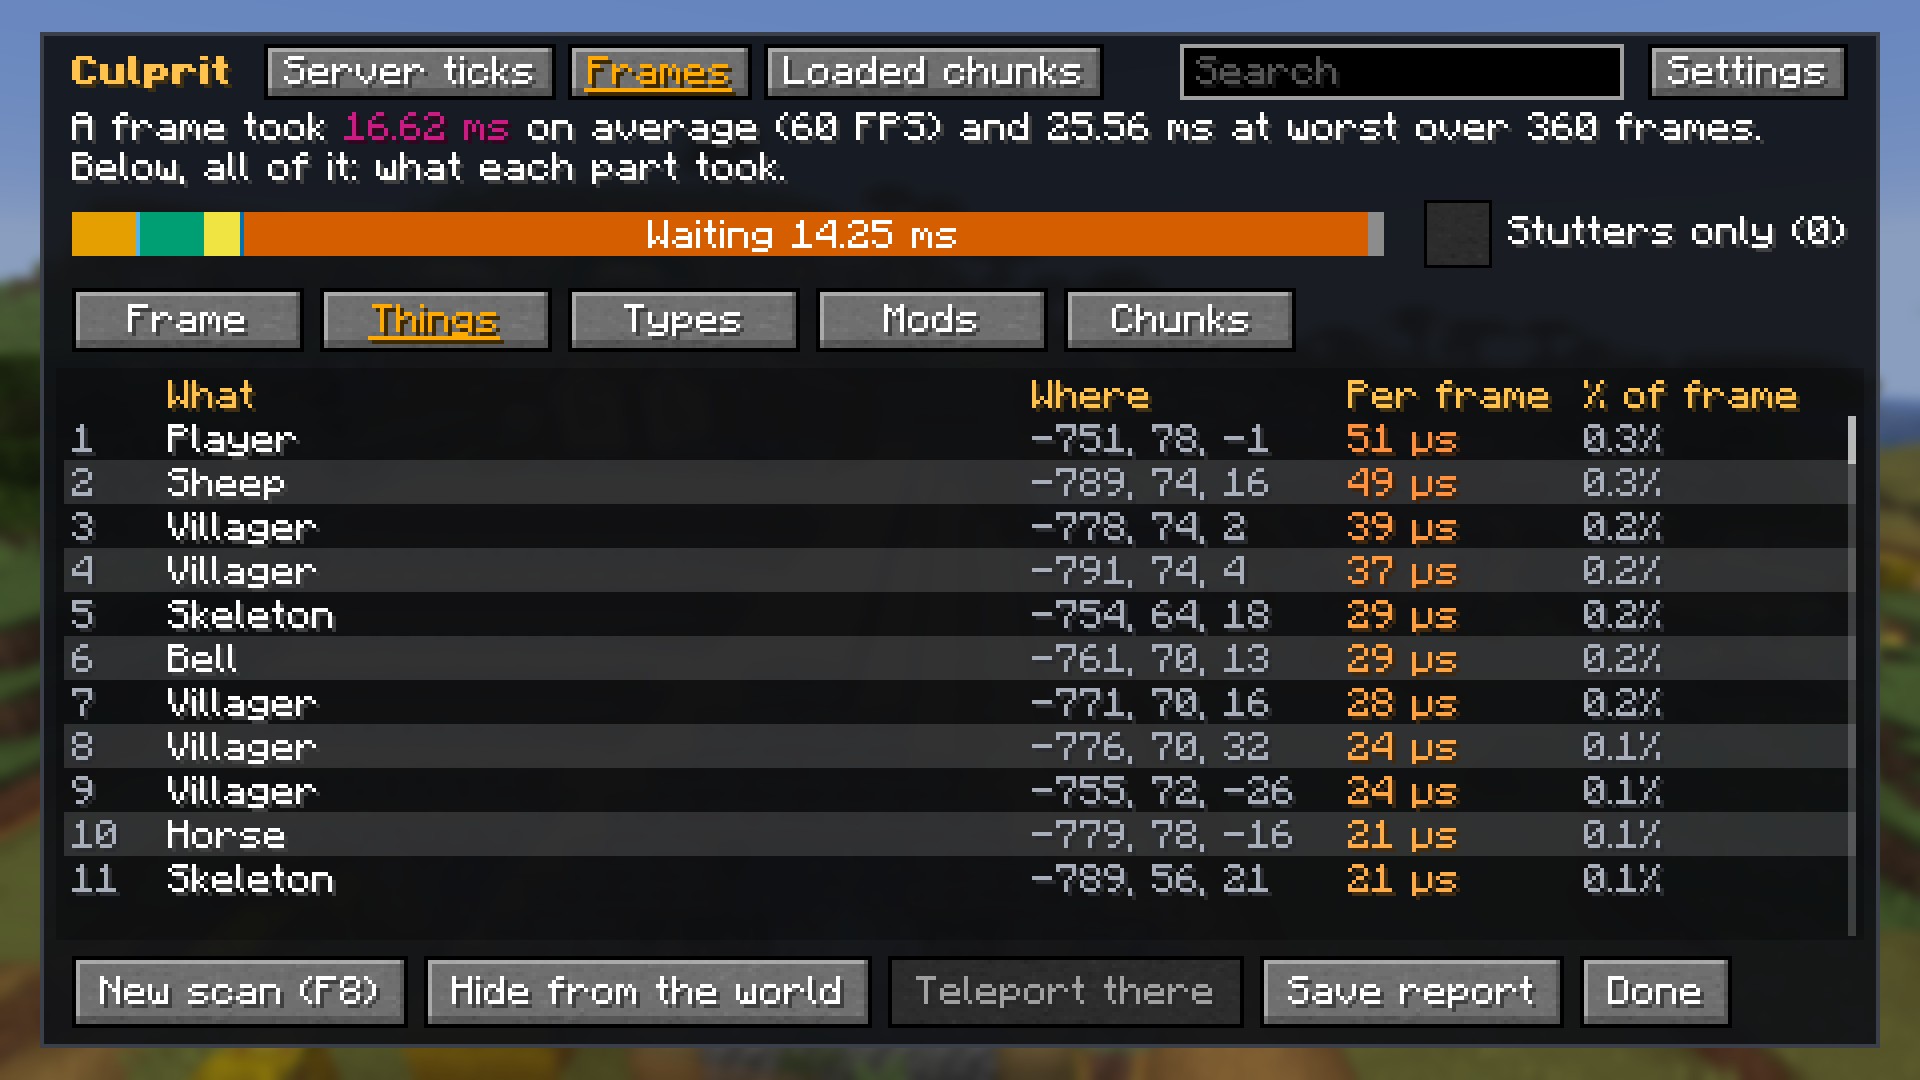 Culprit Server ticks Frames Loaded chunks Search Settings
A frame took 16.62 ms on average (60 FPS) and 25.56 ms at worst over 360 frames.
Below, all of it: what each part took.
Waiting 14.25 ms Stutters only (0)
Frame Things Types Mods Chunks
What Where Per frame % of frame
1 Player -751, 78, -1 51 µs 0.3%
2 Sheep -789, 74, 16 49 µs 0.3%
3 Villager -778, 74, 2 39 µs 0.2%
4 Villager -791, 74, 4 37 µs 0.2%
5 Skeleton -754, 64, 18 29 µs 0.2%
6 Bell -761, 70, 13 29 µs 0.2%
7 Villager -771, 70, 16 28 µs 0.2%
8 Villager -776, 70, 32 24 µs 0.1%
9 Villager -755, 72, -26 24 µs 0.1%
10 Horse -779, 78, -16 21 µs 0.1%
11 Skeleton -789, 56, 21 21 µs 0.1%
New scan (F8) Hide from the world Teleport there Save report Done